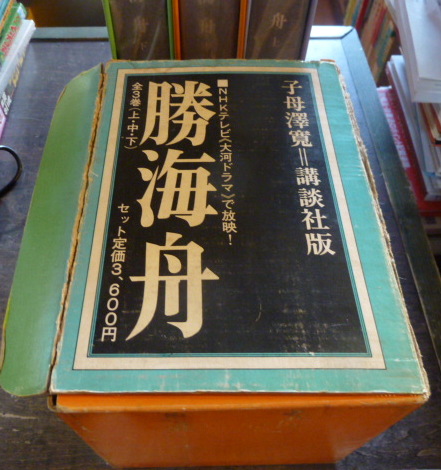 子母澤寛＝講談社版
■NHKテレビ《大河ドラマ》で放映！
勝海舟
全3巻(上・中・下)
セット定価3,600円